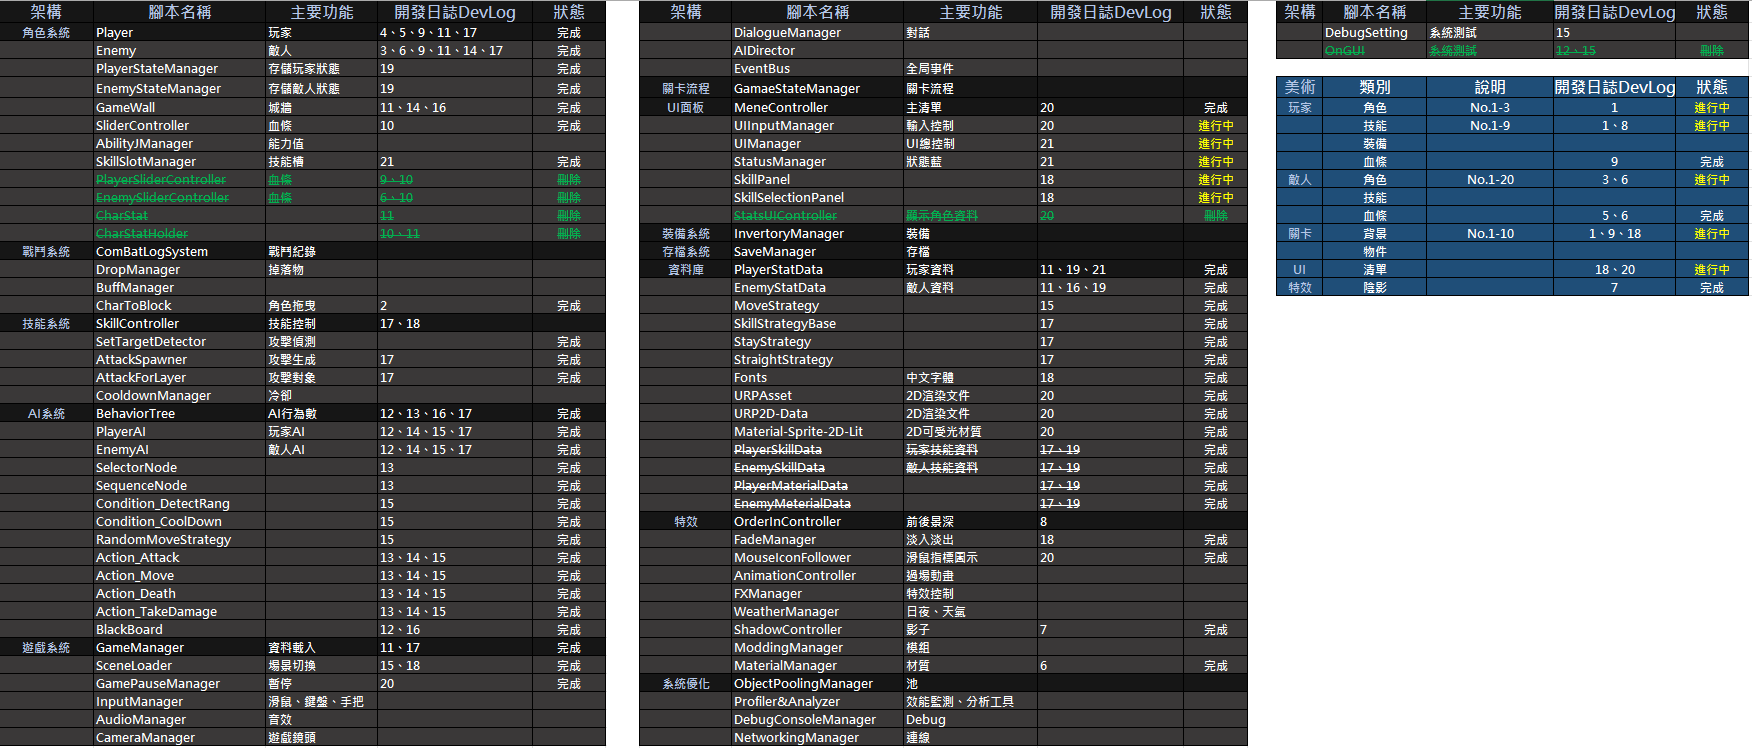 架構 腳本名稱 主要功能 開發日誌DevLog 狀態
角色系統 Player 玩家 4、5、9、11、17 完成
Enemy 敵人 3、6、9、11、14、17 完成
PlayerStateManager 存儲玩家狀態 19 完成
EnemyStateManager 存儲敵人狀態 19 完成
GameWall 城牆 11、14、16 完成
SliderController 血條 10 完成
AbilityJManager 能力值
SkillSlotManager 技能槽 21 完成
PlayerSliderController 血條 9、10 刪除
EnemySliderController 血條 6、10 刪除
CharStat 11 刪除
CharStatHolder 10、11 刪除
戰鬥系統 ComBatLogSystem 戰鬥紀錄
DropManager 掉落物
BuffManager
CharToBlock 角色拖曳 2 完成
技能系統 SkillController 技能控制 17、18
SetTargetDetector 攻擊偵測 完成
AttackSpawner 攻擊生成 17 完成
AttackForLayer 攻擊對象 17 完成
CooldownManager 冷卻
AI系統 BehaviorTree AI行為數 12、13、16、17 完成
PlayerAI 玩家AI 12、14、15、17 完成
EnemyAI 敵人AI 12、14、15、17 完成
SelectorNode 13 完成
SequenceNode 13 完成
Condition_DetectRang 15 完成
Condition_CoolDown 15 完成
RandomMoveStrategy 15 完成
Action_Attack 13、14、15 完成
Action_Move 13、14、15 完成
Action_Death 13、14、15 完成
Action_TakeDamage 13、14、15 完成
BlackBoard 12、16 完成
遊戲系統 GameManager 資料載入 11、17 完成
SceneLoader 場景切換 15、18 完成
GamePauseManager 暫停 20 完成
InputManager 滑鼠、鍵盤、手把
AudioManager 音效
CameraManager 遊戲鏡頭
架構 腳本名稱 主要功能 開發日誌DevLog 狀態
DialogueManager 對話
AIDirector
EventBus 全局事件
關卡流程 GamaeStateManager 關卡流程
UI面板 MeneController 主清單 20 完成
UIInputManager 輸入控制 20 進行中
UIManager UI總控制 21 進行中
StatusManager 狀態藍 21 進行中
SkillPanel 18 進行中
SkillSelectionPanel 18 進行中
StatsUIController 顯示角色資料 20 刪除
裝備系統 InvertoryManager 裝備
存檔系統 SaveManager 存檔
資料庫 PlayerStatData 玩家資料 11、19、21 完成
EnemyStatData 敵人資料 11、16、19 完成
MoveStrategy 15 完成
SkillStrategyBase 17 完成
StayStrategy 17 完成
StraightStrategy 17 完成
Fonts 中文字體 18 完成
URPAsset 2D渲染文件 20 完成
URP2D-Data 2D渲染文件 20 完成
Material-Sprite-2D-Lit 2D可受光材質 20 完成
PlayerSkillData 玩家技能資料 17、19 完成
EnemySkillData 敵人技能資料 17、19 完成
PlayerMaterialData 17、19 完成
EnemyMeterialData 17、19 完成
特效 OrderInController 前後景深 8
FadeManager 淡入淡出 18 完成
MouseIconFollower 滑鼠指標圖示 20 完成
AnimationController 過場動畫
FXManager 特效控制
WeatherManager 日夜、天氣
ShadowController 影子 7 完成
ModdingManager 模組
MaterialManager 材質 6 完成
系統優化 ObjectPoolingManager 池
Profiler&Analyzer 效能監測、分析工具
DebugConsoleManager Debug
NetworkingManager 連線
架構 腳本名稱 主要功能 開發日誌DevLog 狀態
DebugSetting 系統測試 15
OnGUI 系統測試 12、15 刪除
美術 類別 說明 開發日誌DevLog 狀態
玩家 角色 No.1-3 1 進行中
技能 No.1-9 1、8 進行中
裝備
血條 9 完成
敵人 角色 No.1-20 3、6 進行中
技能
血條 5、6 完成
關卡 背景 No.1-10 1、9、18 進行中
物件
UI 清單 18、20 進行中
特效 陰影 7 完成